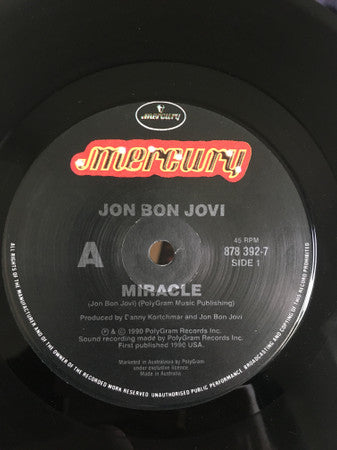 mercury
mercury
JON BON JOVI
A
45 RPM
878 392-7
SIDE 1
MIRACLE
(Jon Bon Jovi) (PolyGram Music Publishing)
Produced by Danny Kortchmar and Jon Bon Jovi
℗ & © 1990 PolyGram Records Inc.
Sound recording made by PolyGram Records Inc.
First published 1990 USA.
Marketed in Australasia by PolyGram
under exclusive licence.
Made in Australia
ALL RIGHTS OF THE MANUFACTURER AND OF THE OWNER OF THE RECORDED WORK RESERVED. UNAUTHORISED PUBLIC PERFORMANCE, BROADCASTING AND COPYING OF THIS RECORD PROHIBITED